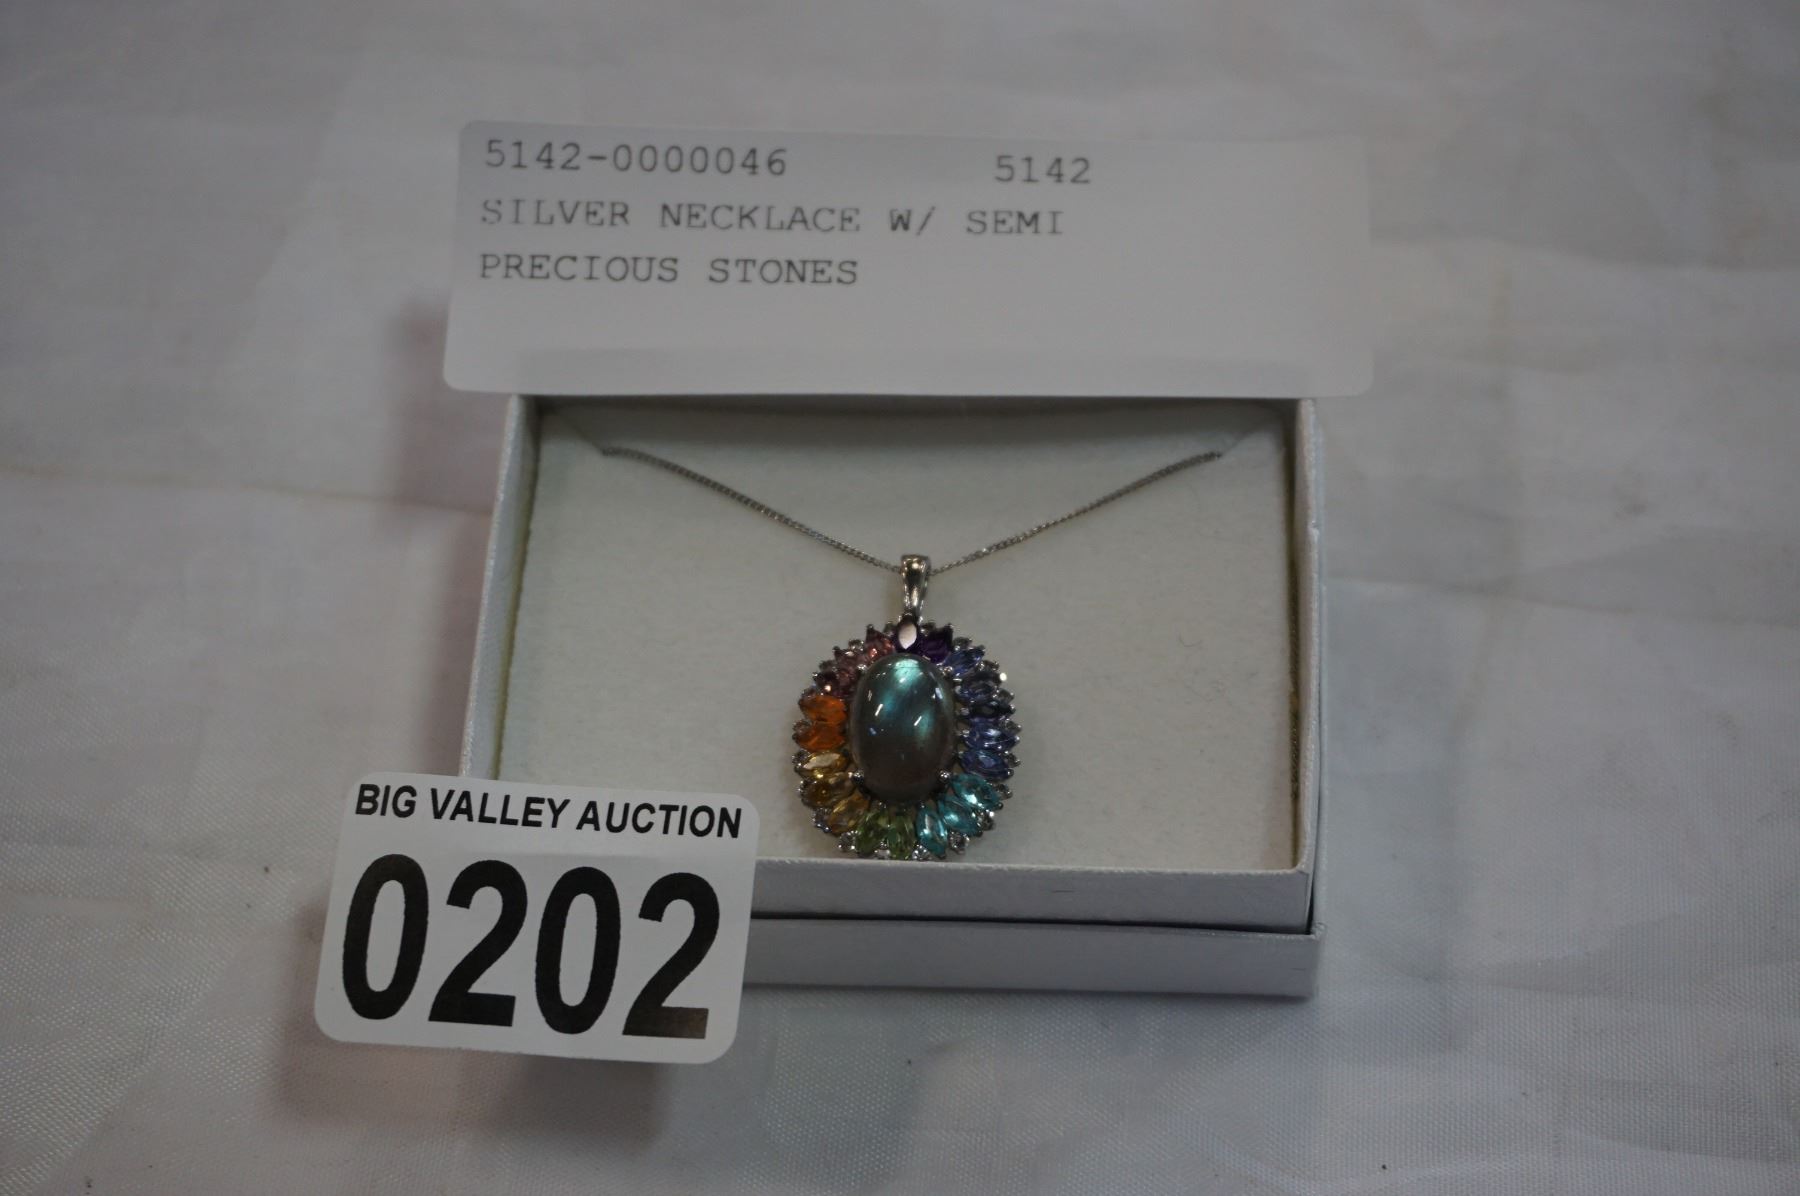 5142-0000046 5142
SILVER NECKLACE W/ SEMI
PRECIOUS STONES
BIG VALLEY AUCTION
0202